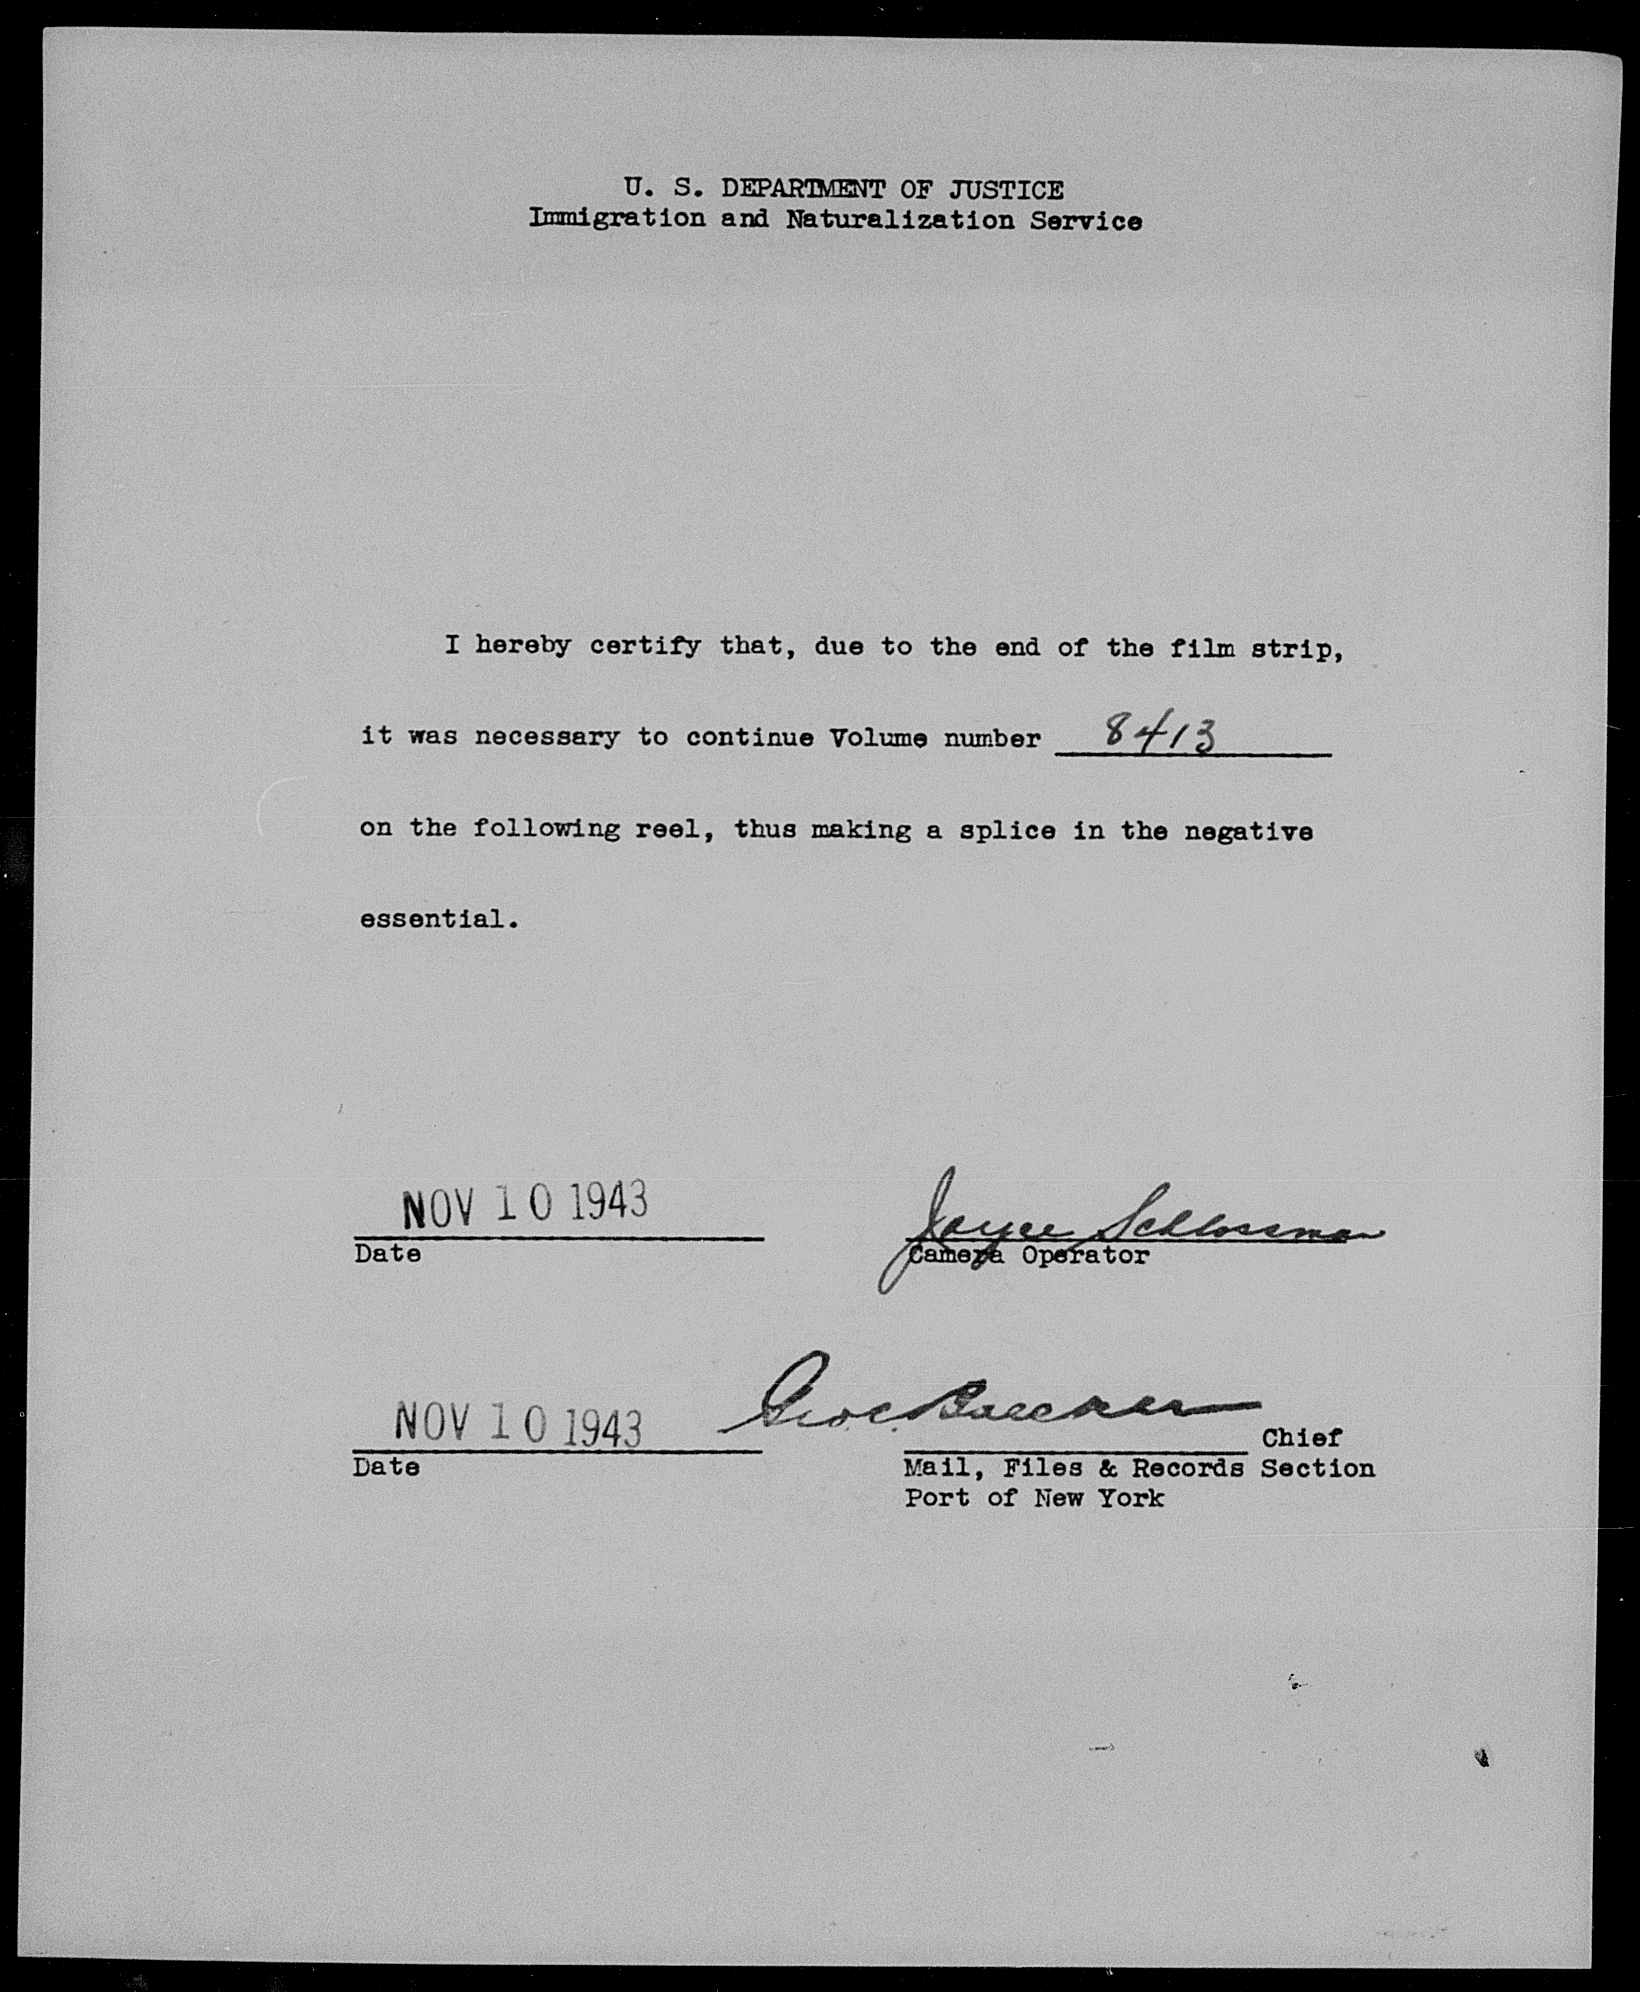 U. S. DEPARTMENT OF JUSTICE
Immigration and Naturalization Service
I hereby certify that, due to the end of the film strip,
it was necessary to continue Volume number 8413
on the following reel, thus making a splice in the negative
essential.
NOV 10 1943
Joyce Schlossman
Date
Camera Operator
NOV 10 1943
Geo. C.
Chief
Date
Mail, Files & Records Section
Port of New York